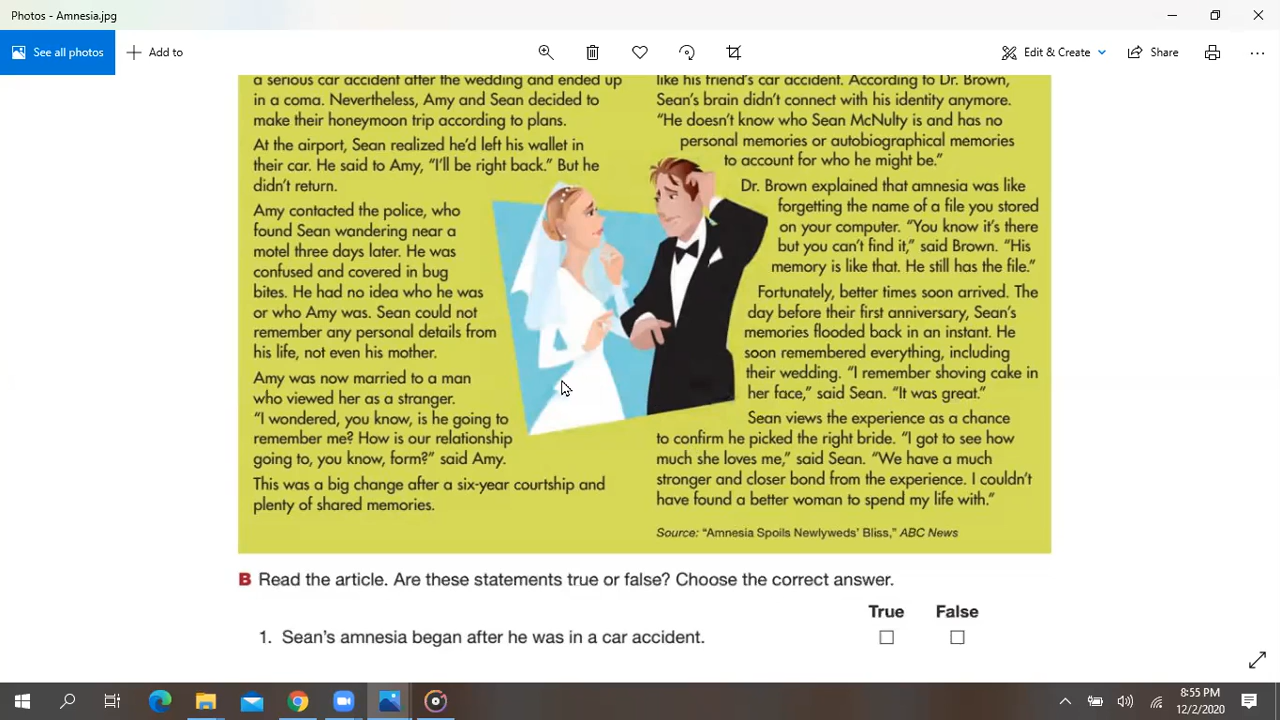 Photos - Amnesia.jpg
See all photos
Add to
Edit & Create
Share
a serious car accident after the wedding and ended up
in a coma. Nevertheless, Amy and Sean decided to
make their honeymoon trip according to plans.
At the airport, Sean realized he'd left his wallet in
their car. He said to Amy, “I'll be right back.” But he
didn't return.
Amy contacted the police, who
found Sean wandering near a
motel three days later. He was
confused and covered in bug
bites. He had no idea who he was
or who Amy was. Sean could not
remember any personal details from
his life, not even his mother.
Amy was now married to a man
who viewed her as a stranger.
“I wondered, you know, is he going to
remember me? How is our relationship
going to, you know, form?” said Amy.
This was a big change after a six-year courtship and
plenty of shared memories.
like his friend's car accident. According to Dr. Brown,
Sean's brain didn't connect with his identity anymore.
“He doesn't know who Sean McNulty is and has no
personal memories or autobiographical memories
to account for who he might be.”
Dr. Brown explained that amnesia was like
forgetting the name of a file you stored
on your computer. “You know it's there
but you can't find it,” said Brown. “His
memory is like that. He still has the file.”
Fortunately, better times soon arrived. The
day before their first anniversary, Sean's
memories flooded back in an instant. He
soon remembered everything, including
their wedding. “I remember shoving cake in
her face,” said Sean. “It was great.”
Sean views the experience as a chance
to confirm he picked the right bride. “I got to see how
much she loves me,” said Sean. “We have a much
stronger and closer bond from the experience. I couldn't
have found a better woman to spend my life with.”
Source: “Amnesia Spoils Newlyweds' Bliss,” ABC News
B Read the article. Are these statements true or false? Choose the correct answer.
True False
1. Sean's amnesia began after he was in a car accident.
8:55 PM
12/2/2020